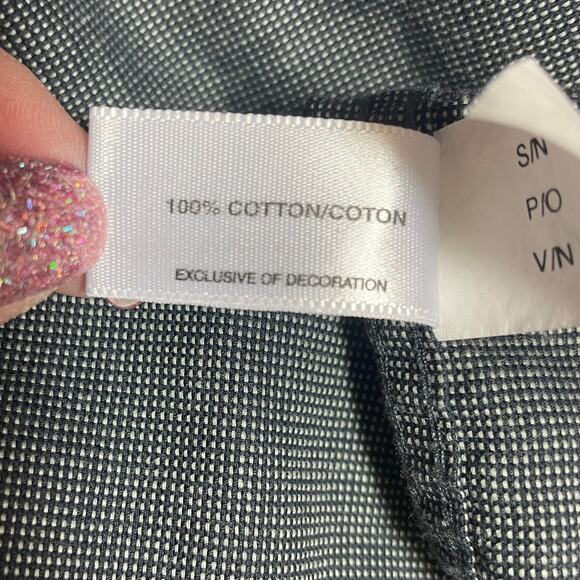 100% COTTON/COTON
EXCLUSIVE OF DECORATION
S/N
P/O
V/N